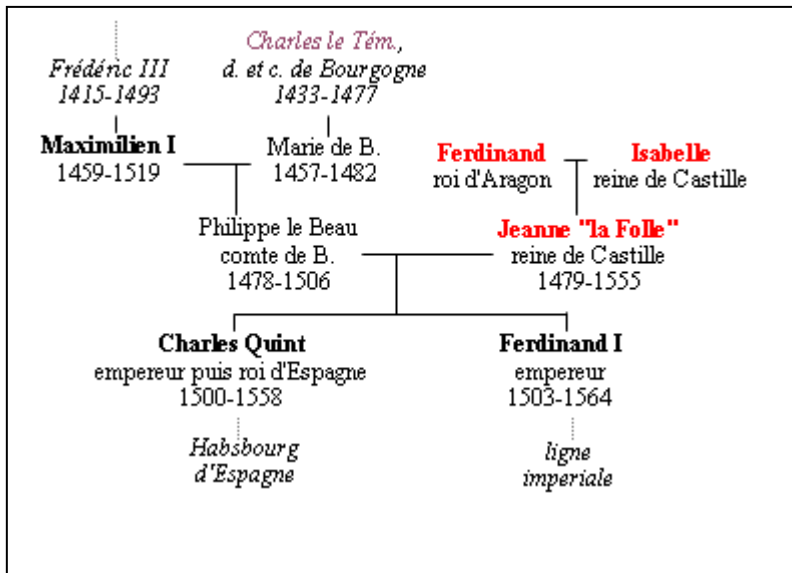 Frédéric III
1415-1493
Charles le Tém.,
d. et c. de Bourgogne
1433-1477
Maximilien I
1459-1519
Marie de B.
1457-1482
Ferdinand
roi d'Aragon
Isabelle
reine de Castille
Philippe le Beau
comte de B.
1478-1506
Jeanne "la Folle"
reine de Castille
1479-1555
Charles Quint
empereur puis roi d'Espagne
1500-1558
Ferdinand I
empereur
1503-1564
Habsbourg
d'Espagne
ligne
imperiale